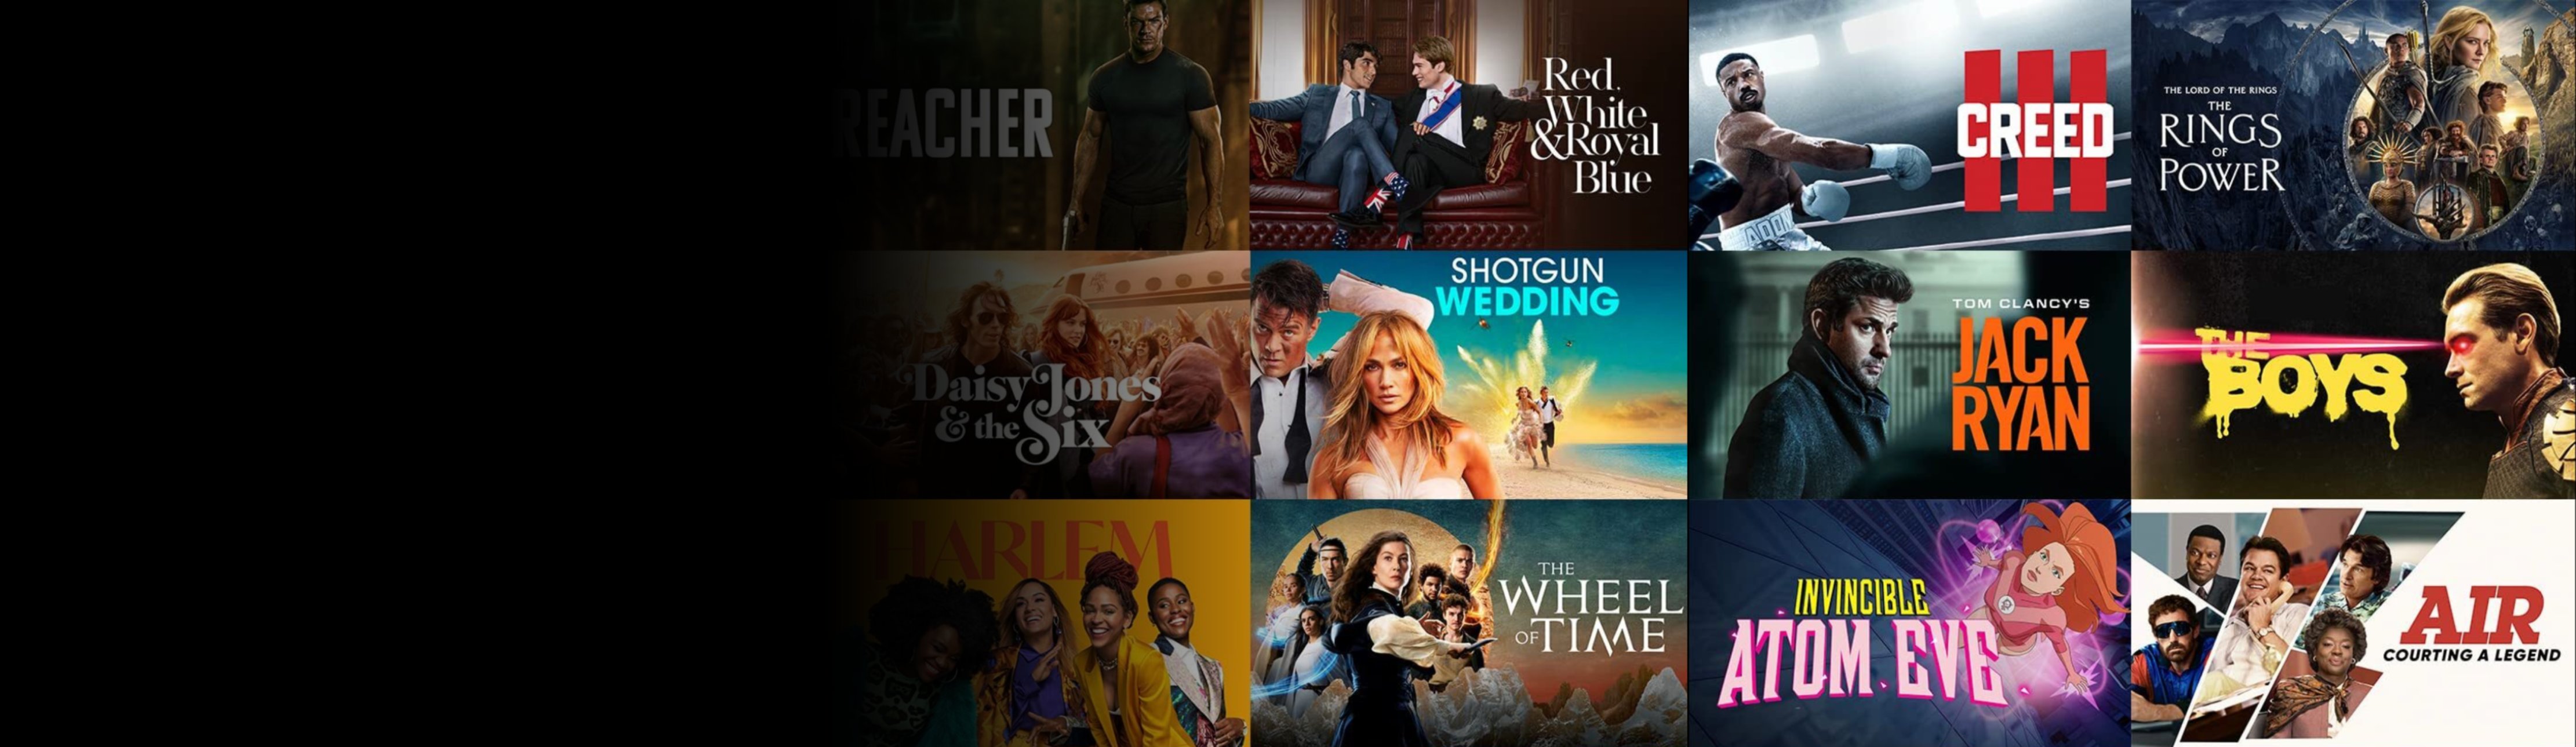 REACHER
Red,
White
&Royal
Blue
CREED
III
THE LORD OF THE RINGS
THE
RINGS
OF
POWER
Daisy Jones
& the Six
SHOTGUN
WEDDING
TOM CLANCY'S
JACK
RYAN
THE
BOYS
HARLEM
THE
WHEEL
OF TIME
INVINCIBLE
ATOM EVE
AIR
COURTING A LEGEND